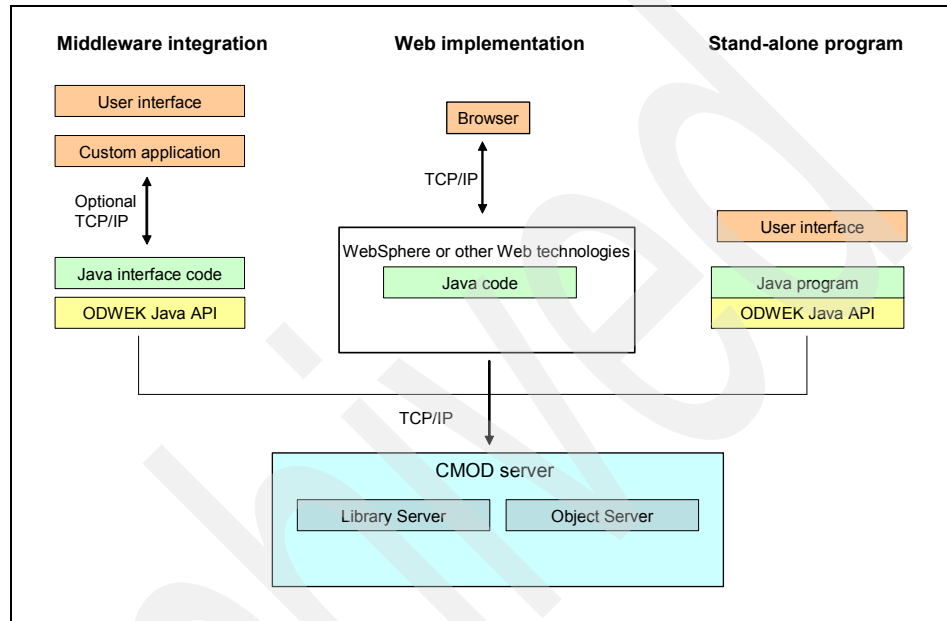 Middleware integration
Web implementation
Stand-alone program
User interface
Custom application
Optional
TCP/IP
Java interface code
ODWEK Java API
Browser
TCP/IP
WebSphere or other Web technologies
Java code
User interface
Java program
ODWEK Java API
TCP/IP
CMOD server
Library Server
Object Server